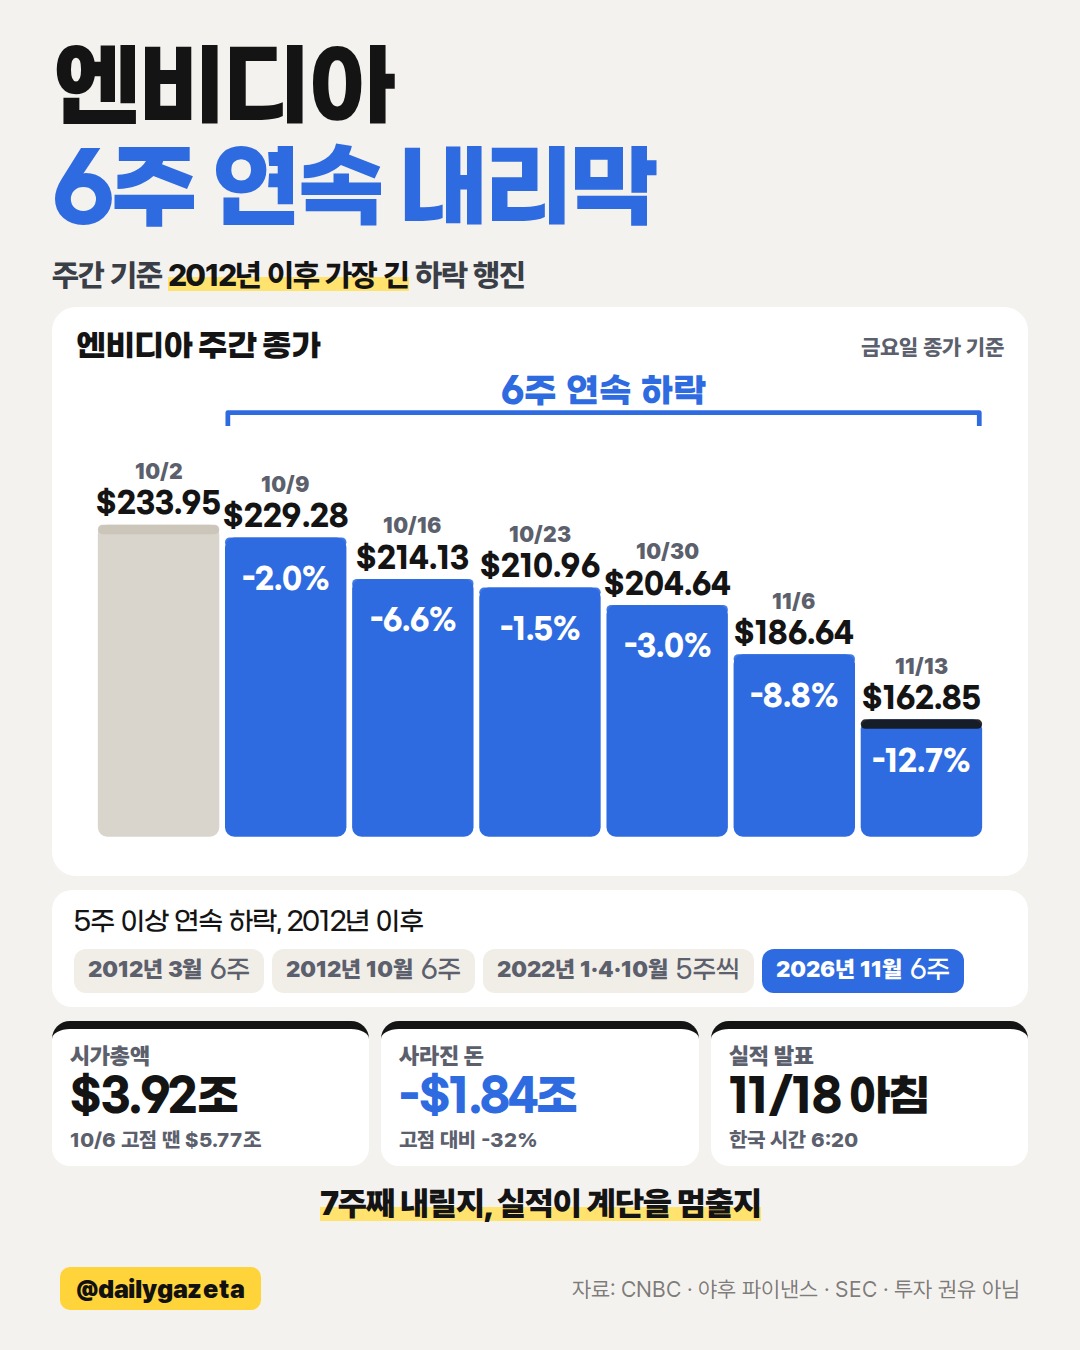 엔비디아
6주 연속 내리막
주간 기준 2012년 이후 가장 긴 하락 행진
엔비디아 주간 종가
금요일 종가 기준
6주 연속 하락
10/2
$233.95
10/9
$229.28
-2.0%
10/16
$214.13
-6.6%
10/23
$210.96
-1.5%
10/30
$204.64
-3.0%
11/6
$186.64
-8.8%
11/13
$162.85
-12.7%
5주 이상 연속 하락, 2012년 이후
2012년 3월 6주
2012년 10월 6주
2022년 1·4·10월 5주씩
2026년 11월 6주
시가총액
$3.92조
10/6 고점 땐 $5.77조
사라진 돈
-$1.84조
고점 대비 -32%
실적 발표
11/18 아침
한국 시간 6:20
7주째 내릴지, 실적이 계단을 멈출지
@dailygazeta
자료: CNBC · 야후 파이낸스 · SEC · 투자 권유 아님